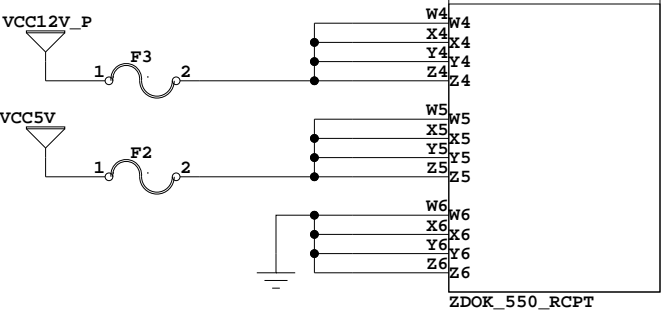 VCC12V_P
F3
1 2
W4 W4
X4 X4
Y4 Y4
Z4 Z4
VCC5V
F2
1 2
W5 W5
X5 X5
Y5 Y5
Z5 Z5
W6 W6
X6 X6
Y6 Y6
Z6 Z6
ZDOK_550_RCPT